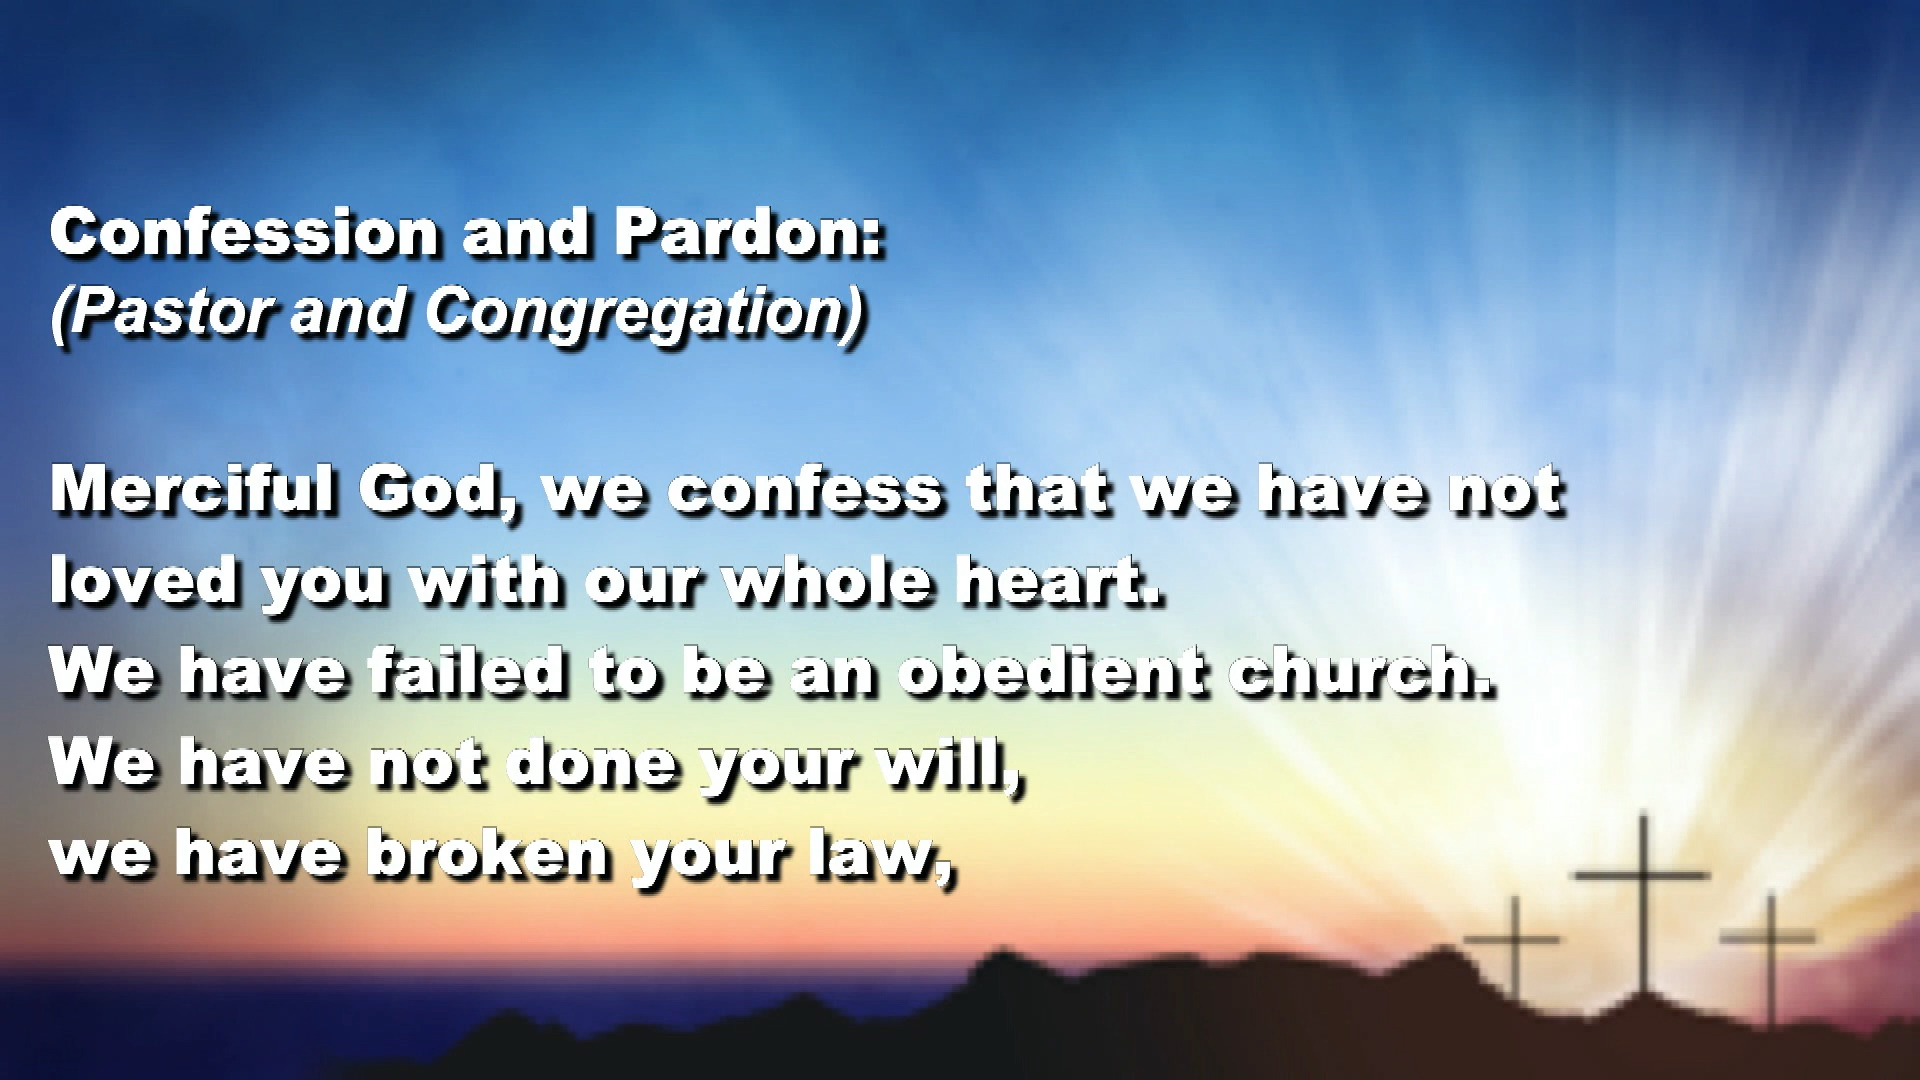 Confession and Pardon:
(Pastor and Congregation)
Merciful God, we confess that we have not
loved you with our whole heart.
We have failed to be an obedient church.
We have not done your will,
we have broken your law,